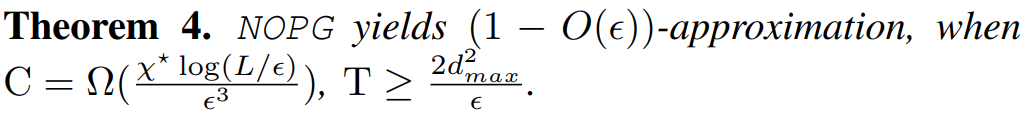 Theorem 4. NOPG yields (1 − O(ϵ))-approximation, when
C = Ω(χ⋆ log(L/ϵ)/ϵ³), T ≥ 2d²max/ϵ.